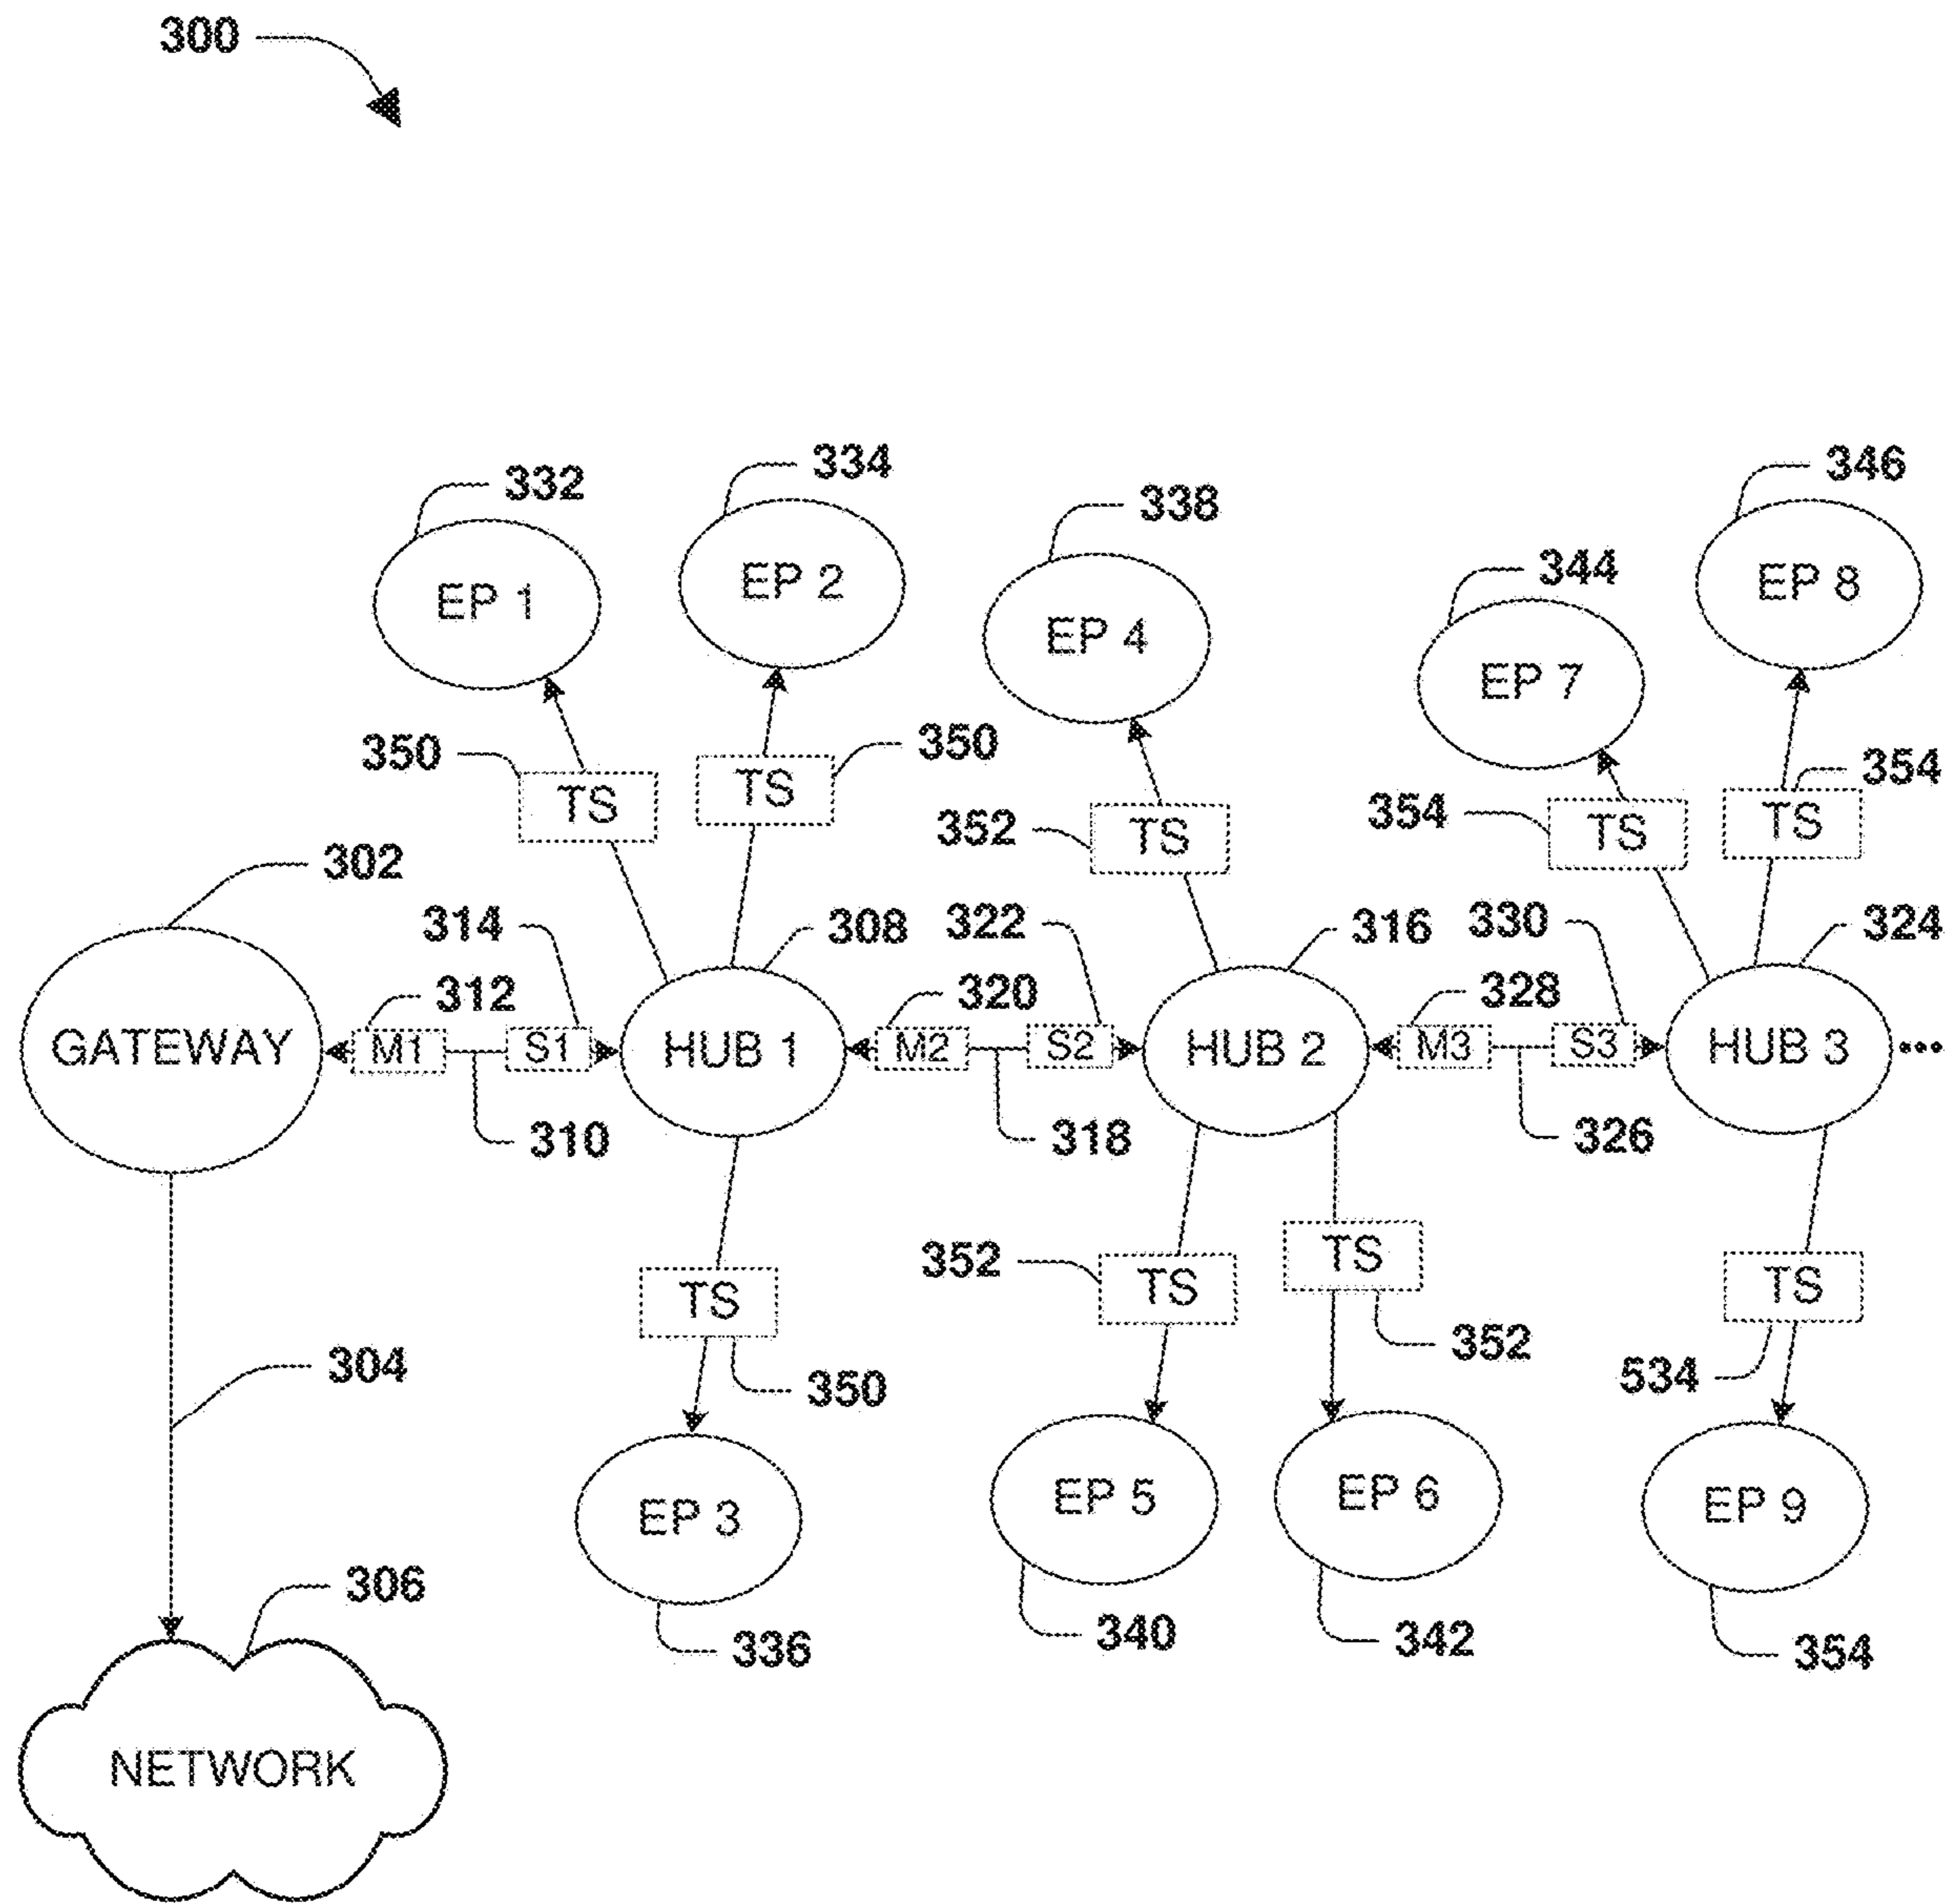 300
332
334
338
346
344
EP 1
EP 2
EP 4
EP 7
EP 8
350
TS
TS
350
352
TS
354
TS
TS
354
302
314
308
322
316
330
324
GATEWAY
312
M1
S1
310
HUB 1
320
M2
S2
318
HUB 2
328
M3
S3
326
HUB 3
...
TS
350
352
TS
TS
352
TS
534
304
EP 3
336
EP 5
340
EP 6
342
EP 9
354
306
NETWORK